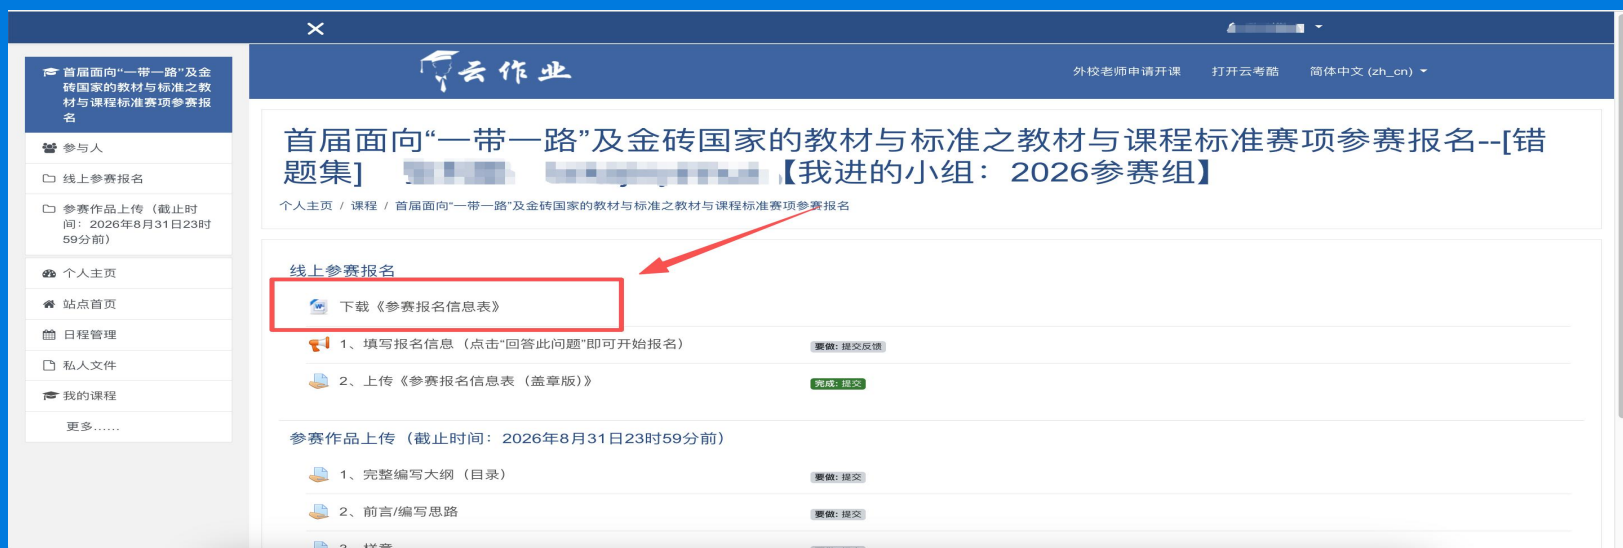 云作业
外校老师申请开课
打开云考酷
简体中文 (zh_cn)
首届面向“一带一路”及金
砖国家的教材与标准之教
材与课程标准赛项参赛报
名
参与人
线上参赛报名
参赛作品上传（截止时
间：2026年8月31日23时
59分前）
个人主页
站点首页
日程管理
私人文件
我的课程
更多......
首届面向“一带一路”及金砖国家的教材与标准之教材与课程标准赛项参赛报名--[错
题集] 【我进的小组：2026参赛组】
个人主页 / 课程 / 首届面向“一带一路”及金砖国家的教材与标准之教材与课程标准赛项参赛报名
线上参赛报名
下载《参赛报名信息表》
1、填写报名信息（点击“回答此问题”即可开始报名）
要做: 提交反馈
2、上传《参赛报名信息表（盖章版）》
完成: 提交
参赛作品上传（截止时间：2026年8月31日23时59分前）
1、完整编写大纲（目录）
要做: 提交
2、前言/编写思路
要做: 提交
3、样章